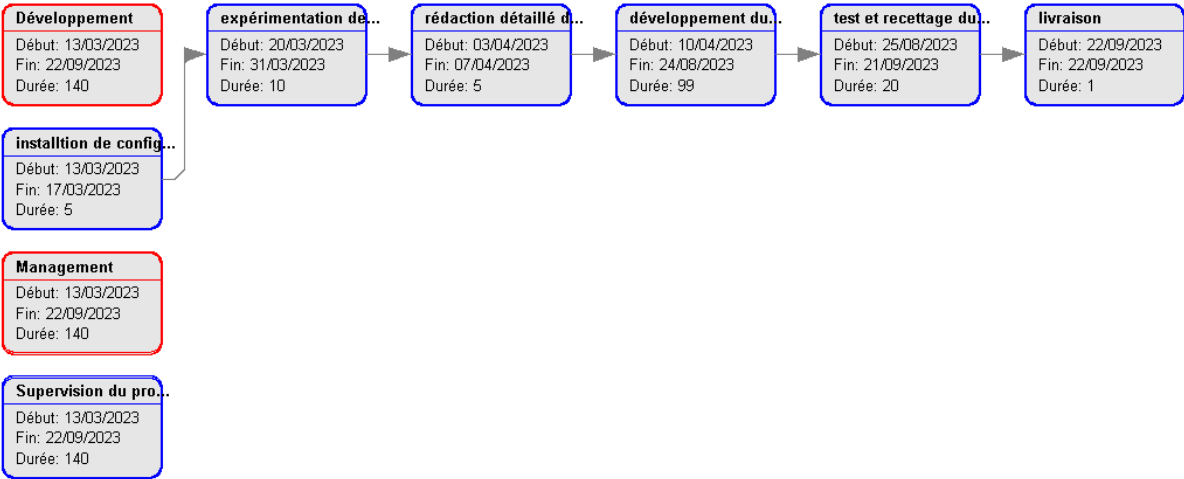 Développement
Début: 13/03/2023
Fin: 22/09/2023
Durée: 140
expérimentation de...
Début: 20/03/2023
Fin: 31/03/2023
Durée: 10
rédaction détaillé d...
Début: 03/04/2023
Fin: 07/04/2023
Durée: 5
développement du...
Début: 10/04/2023
Fin: 24/08/2023
Durée: 99
test et recettage du...
Début: 25/08/2023
Fin: 21/09/2023
Durée: 20
livraison
Début: 22/09/2023
Fin: 22/09/2023
Durée: 1
installtion de config...
Début: 13/03/2023
Fin: 17/03/2023
Durée: 5
Management
Début: 13/03/2023
Fin: 22/09/2023
Durée: 140
Supervision du pro...
Début: 13/03/2023
Fin: 22/09/2023
Durée: 140